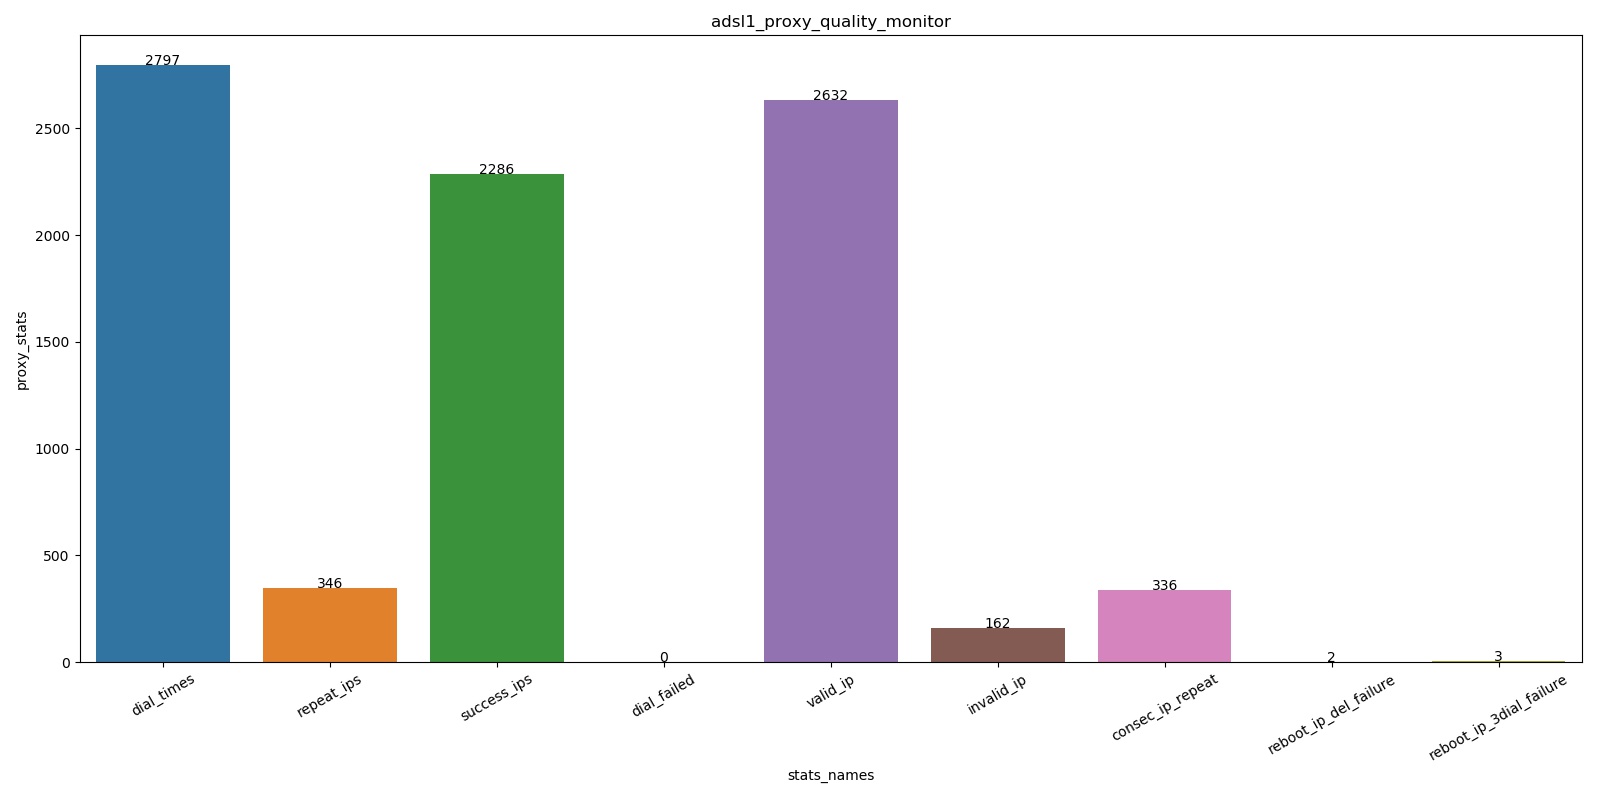 adsl1_proxy_quality_monitor
proxy_stats
2500
2000
1500
1000
500
0
2797
346
2286
0
2632
162
336
2
3
dial_times
repeat_ips
success_ips
dial_failed
valid_ip
invalid_ip
consec_ip_repeat
reboot_ip_del_failure
reboot_ip_3dial_failure
stats_names